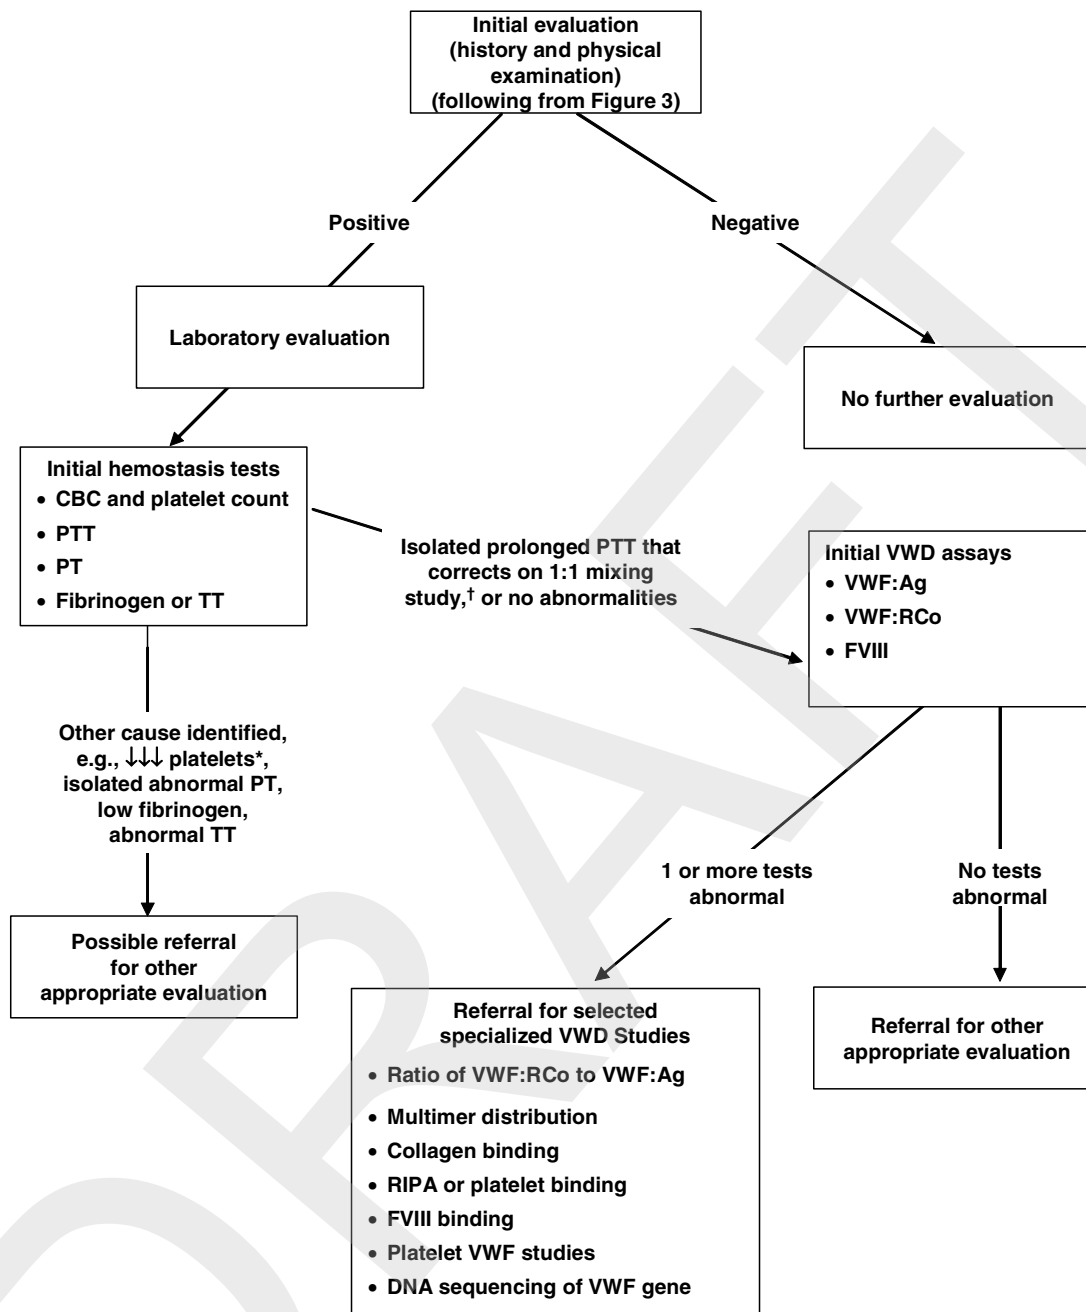 Initial evaluation
(history and physical
examination)
(following from Figure 3)
Positive
Negative
Laboratory evaluation
No further evaluation
Initial hemostasis tests
• CBC and platelet count
• PTT
• PT
• Fibrinogen or TT
Isolated prolonged PTT that
corrects on 1:1 mixing
study,† or no abnormalities
Initial VWD assays
• VWF:Ag
• VWF:RCo
• FVIII
Other cause identified,
e.g., ↓↓↓ platelets*,
isolated abnormal PT,
low fibrinogen,
abnormal TT
1 or more tests
abnormal
No tests
abnormal
Possible referral
for other
appropriate evaluation
Referral for selected
specialized VWD Studies
• Ratio of VWF:RCo to VWF:Ag
• Multimer distribution
• Collagen binding
• RIPA or platelet binding
• FVIII binding
• Platelet VWF studies
• DNA sequencing of VWF gene
Referral for other
appropriate evaluation
DRAFT